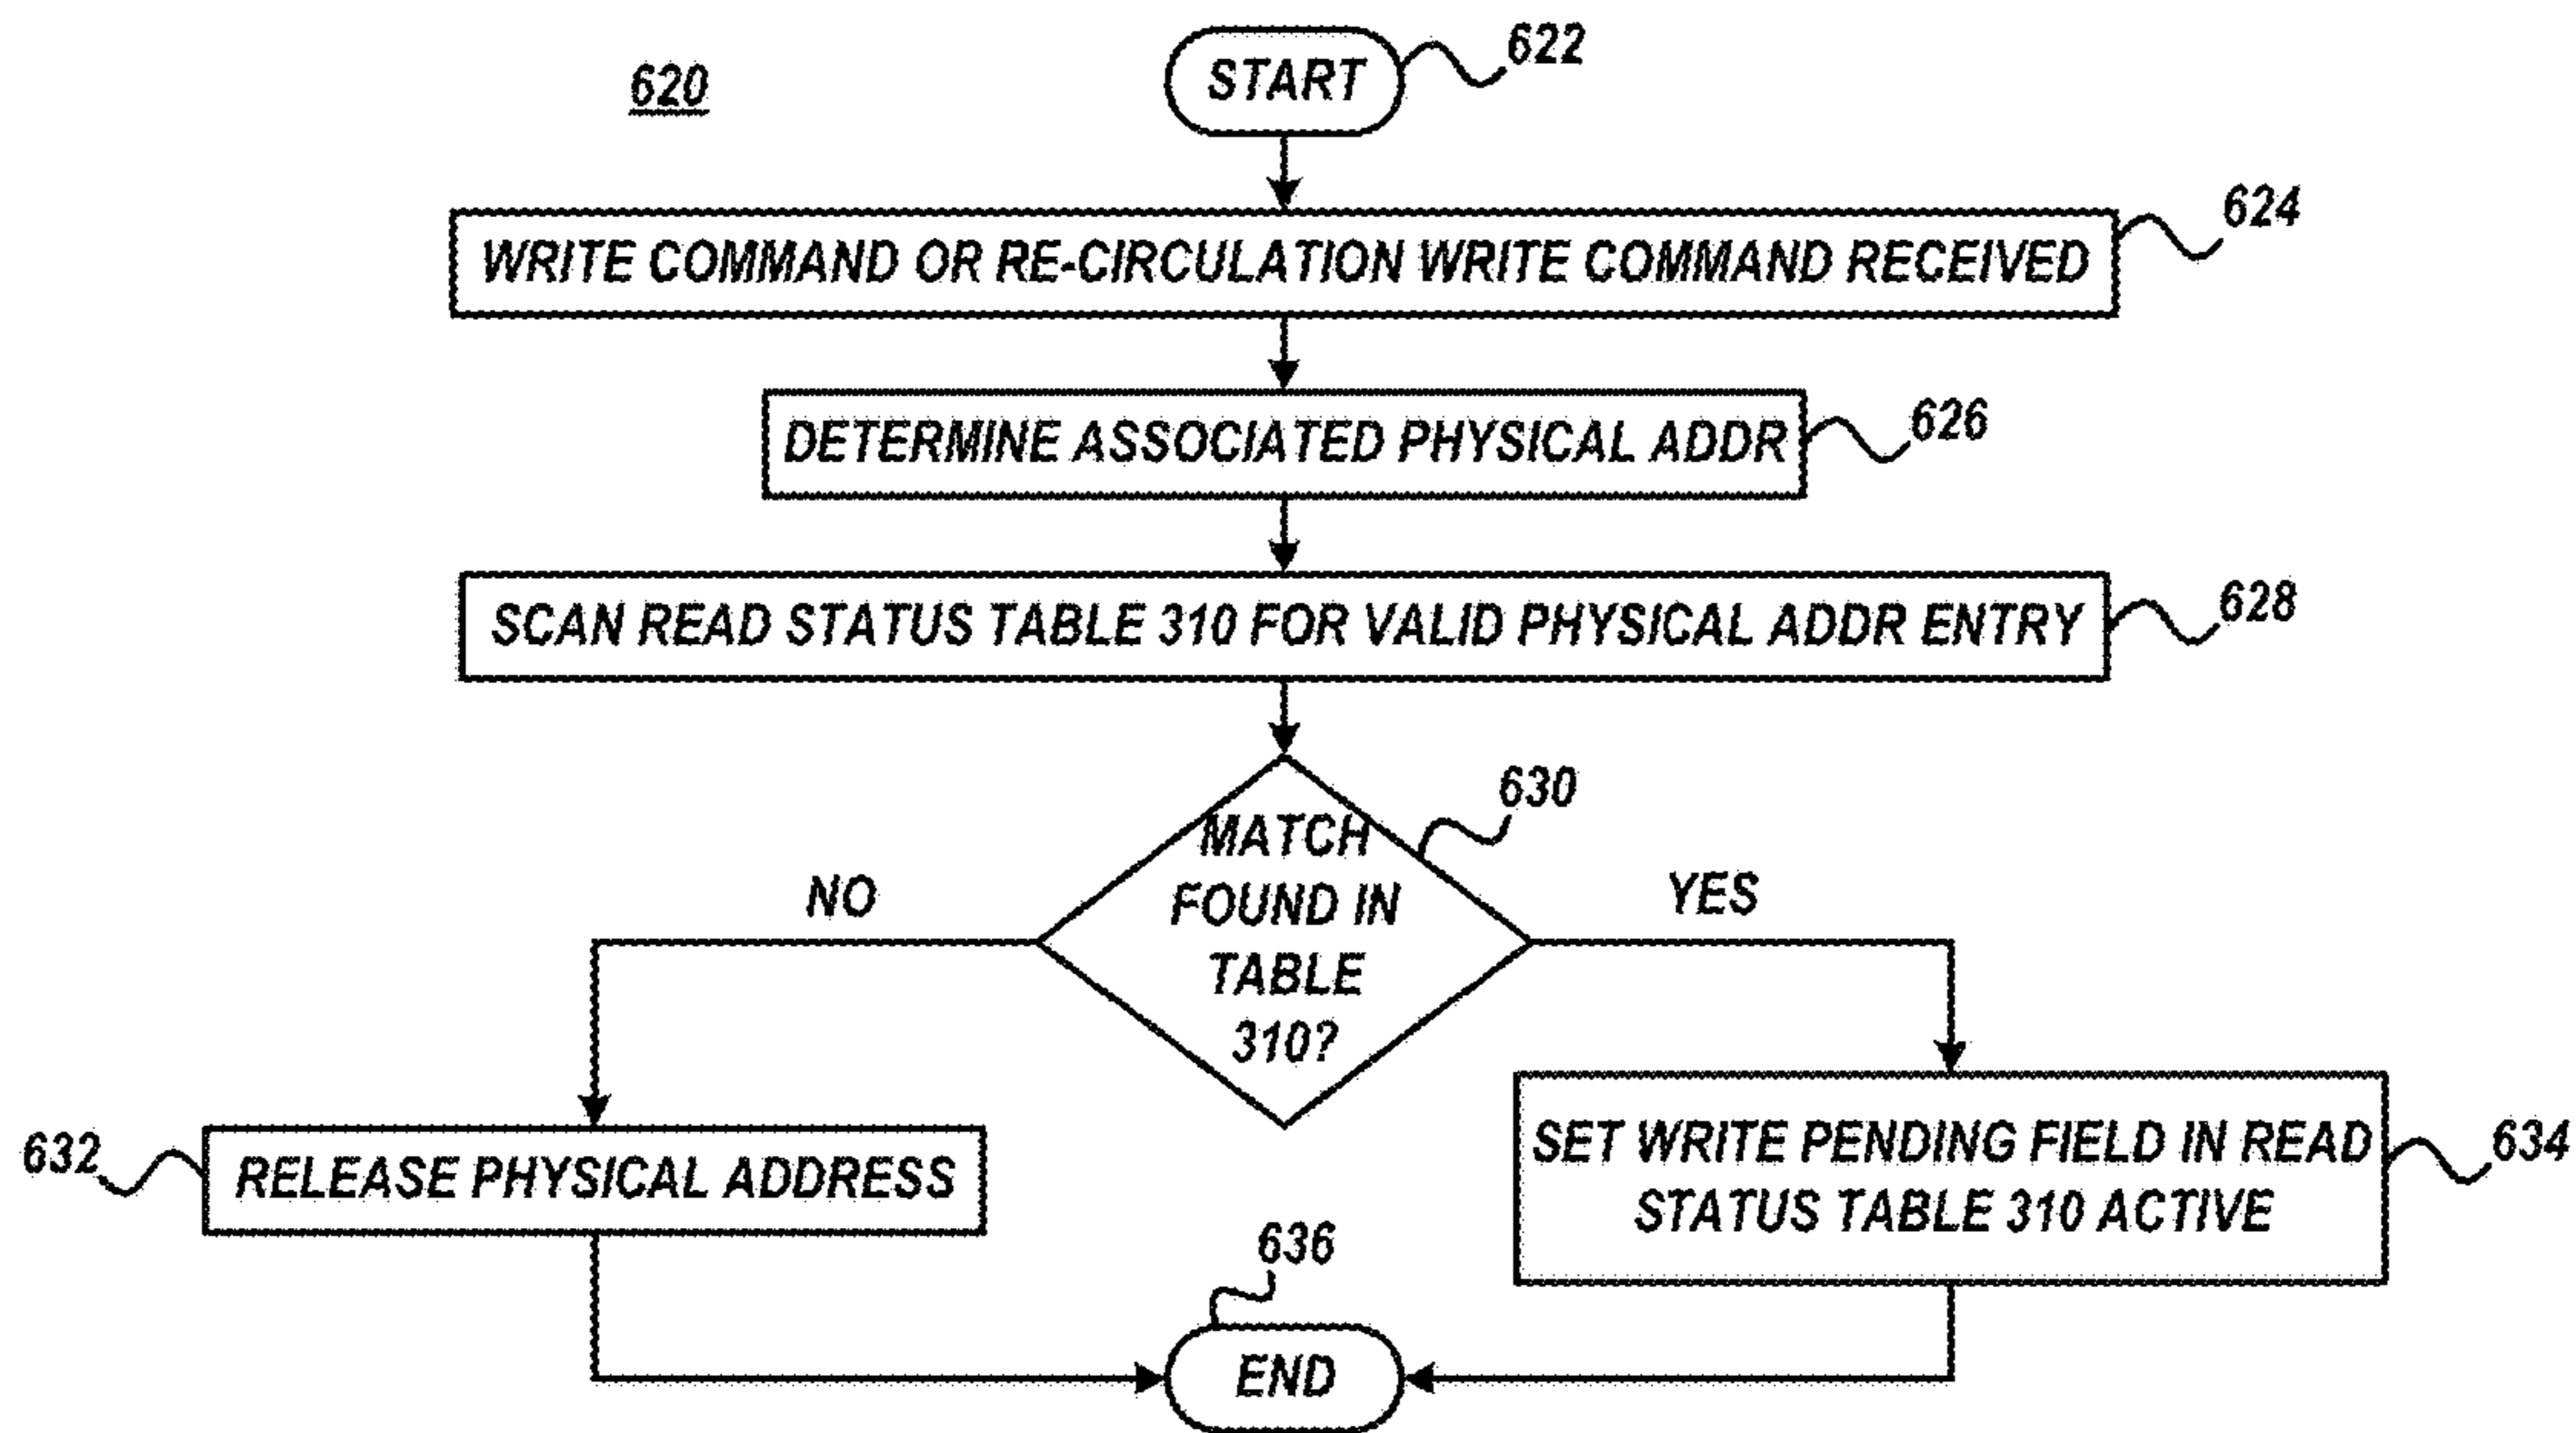 620
START
622
WRITE COMMAND OR RE-CIRCULATION WRITE COMMAND RECEIVED
624
DETERMINE ASSOCIATED PHYSICAL ADDR
626
SCAN READ STATUS TABLE 310 FOR VALID PHYSICAL ADDR ENTRY
628
MATCH
FOUND IN
TABLE
310?
630
NO
YES
632
RELEASE PHYSICAL ADDRESS
SET WRITE PENDING FIELD IN READ
STATUS TABLE 310 ACTIVE
634
636
END